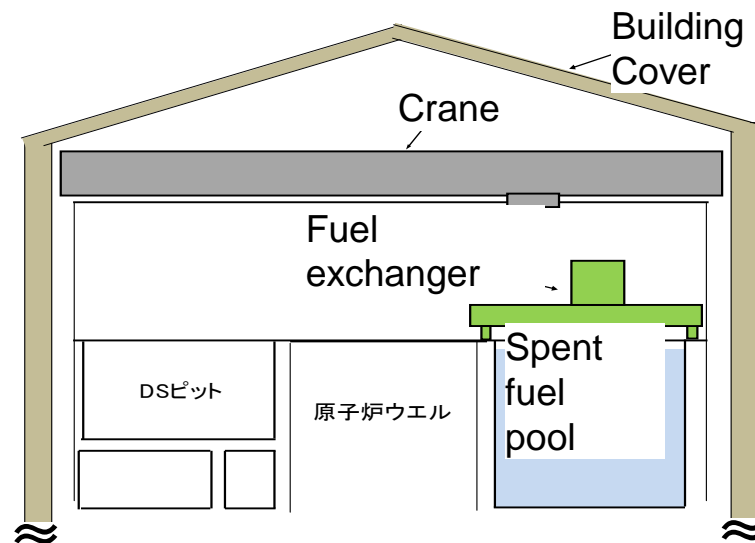 Building
Cover
Crane
Fuel
exchanger
Spent
fuel
pool
DSピット
原子炉ウエル